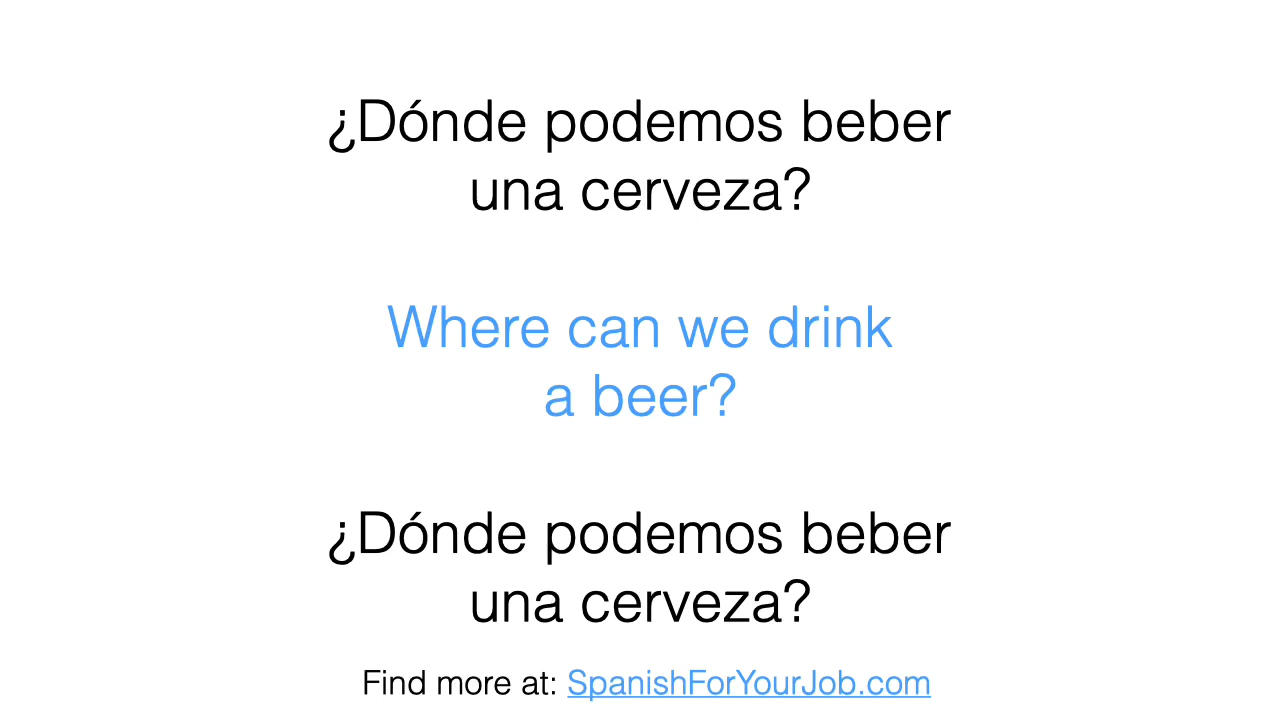 ¿Dónde podemos beber
una cerveza?
Where can we drink
a beer?
¿Dónde podemos beber
una cerveza?
Find more at: SpanishForYourJob.com